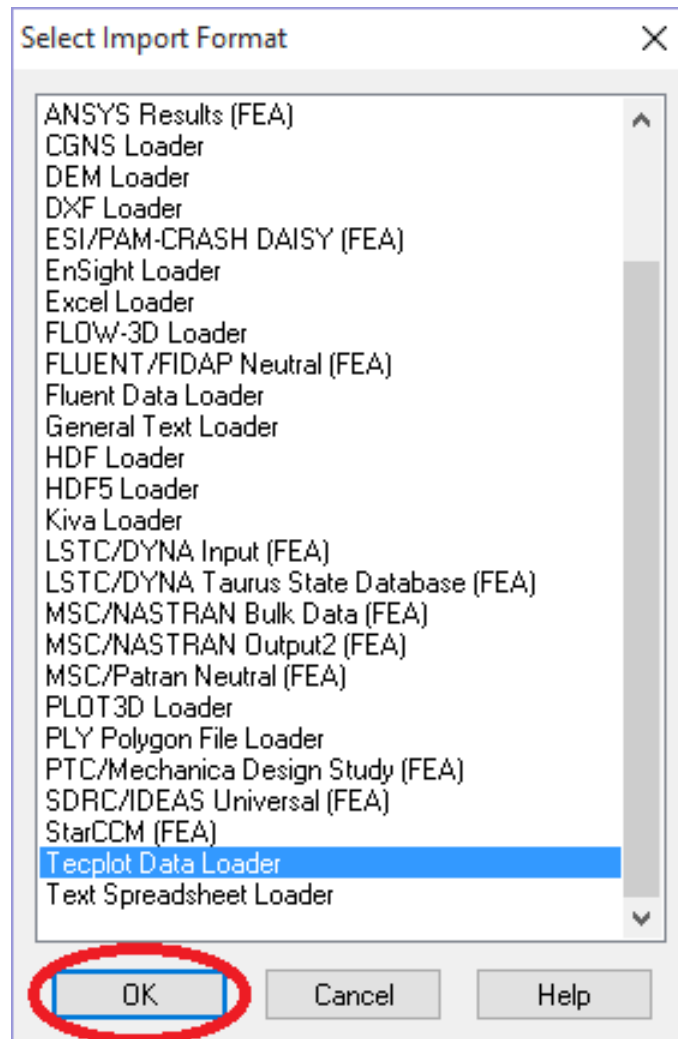 Select Import Format
ANSYS Results (FEA)
CGNS Loader
DEM Loader
DXF Loader
ESI/PAM-CRASH DAISY (FEA)
EnSight Loader
Excel Loader
FLOW-3D Loader
FLUENT/FIDAP Neutral (FEA)
Fluent Data Loader
General Text Loader
HDF Loader
HDF5 Loader
Kiva Loader
LSTC/DYNA Input (FEA)
LSTC/DYNA Taurus State Database (FEA)
MSC/NASTRAN Bulk Data (FEA)
MSC/NASTRAN Output2 (FEA)
MSC/Patran Neutral (FEA)
PLOT3D Loader
PLY Polygon File Loader
PTC/Mechanica Design Study (FEA)
SDRC/IDEAS Universal (FEA)
StarCCM (FEA)
Tecplot Data Loader
Text Spreadsheet Loader
OK Cancel Help